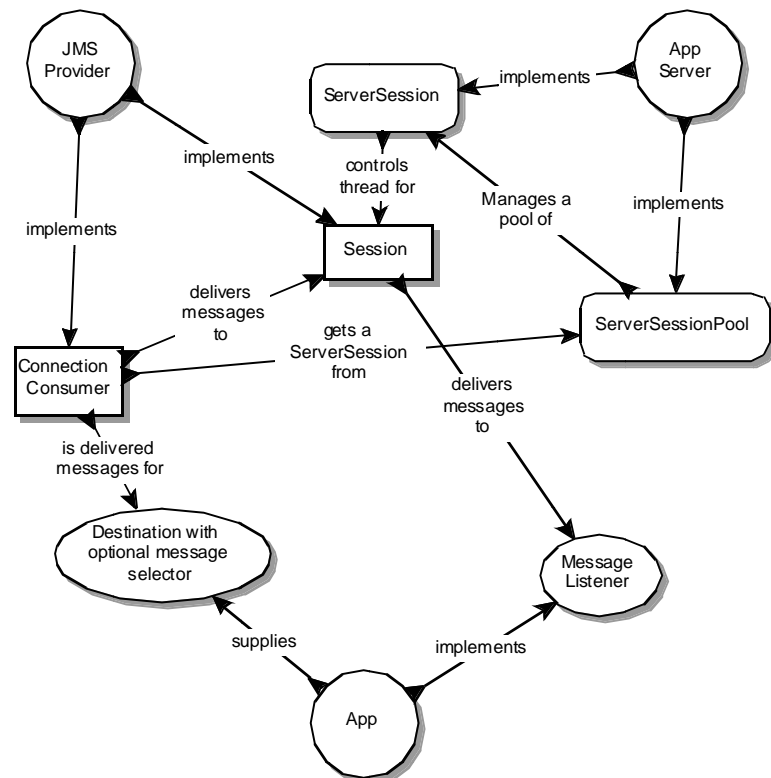 JMS
Provider
App
Server
implements
ServerSession
implements
controls
thread for
Manages a
pool of
implements
implements
Session
delivers
messages
to
gets a
ServerSession
from
ServerSessionPool
Connection
Consumer
delivers
messages
to
is delivered
messages for
Destination with
optional message
selector
Message
Listener
supplies
implements
App